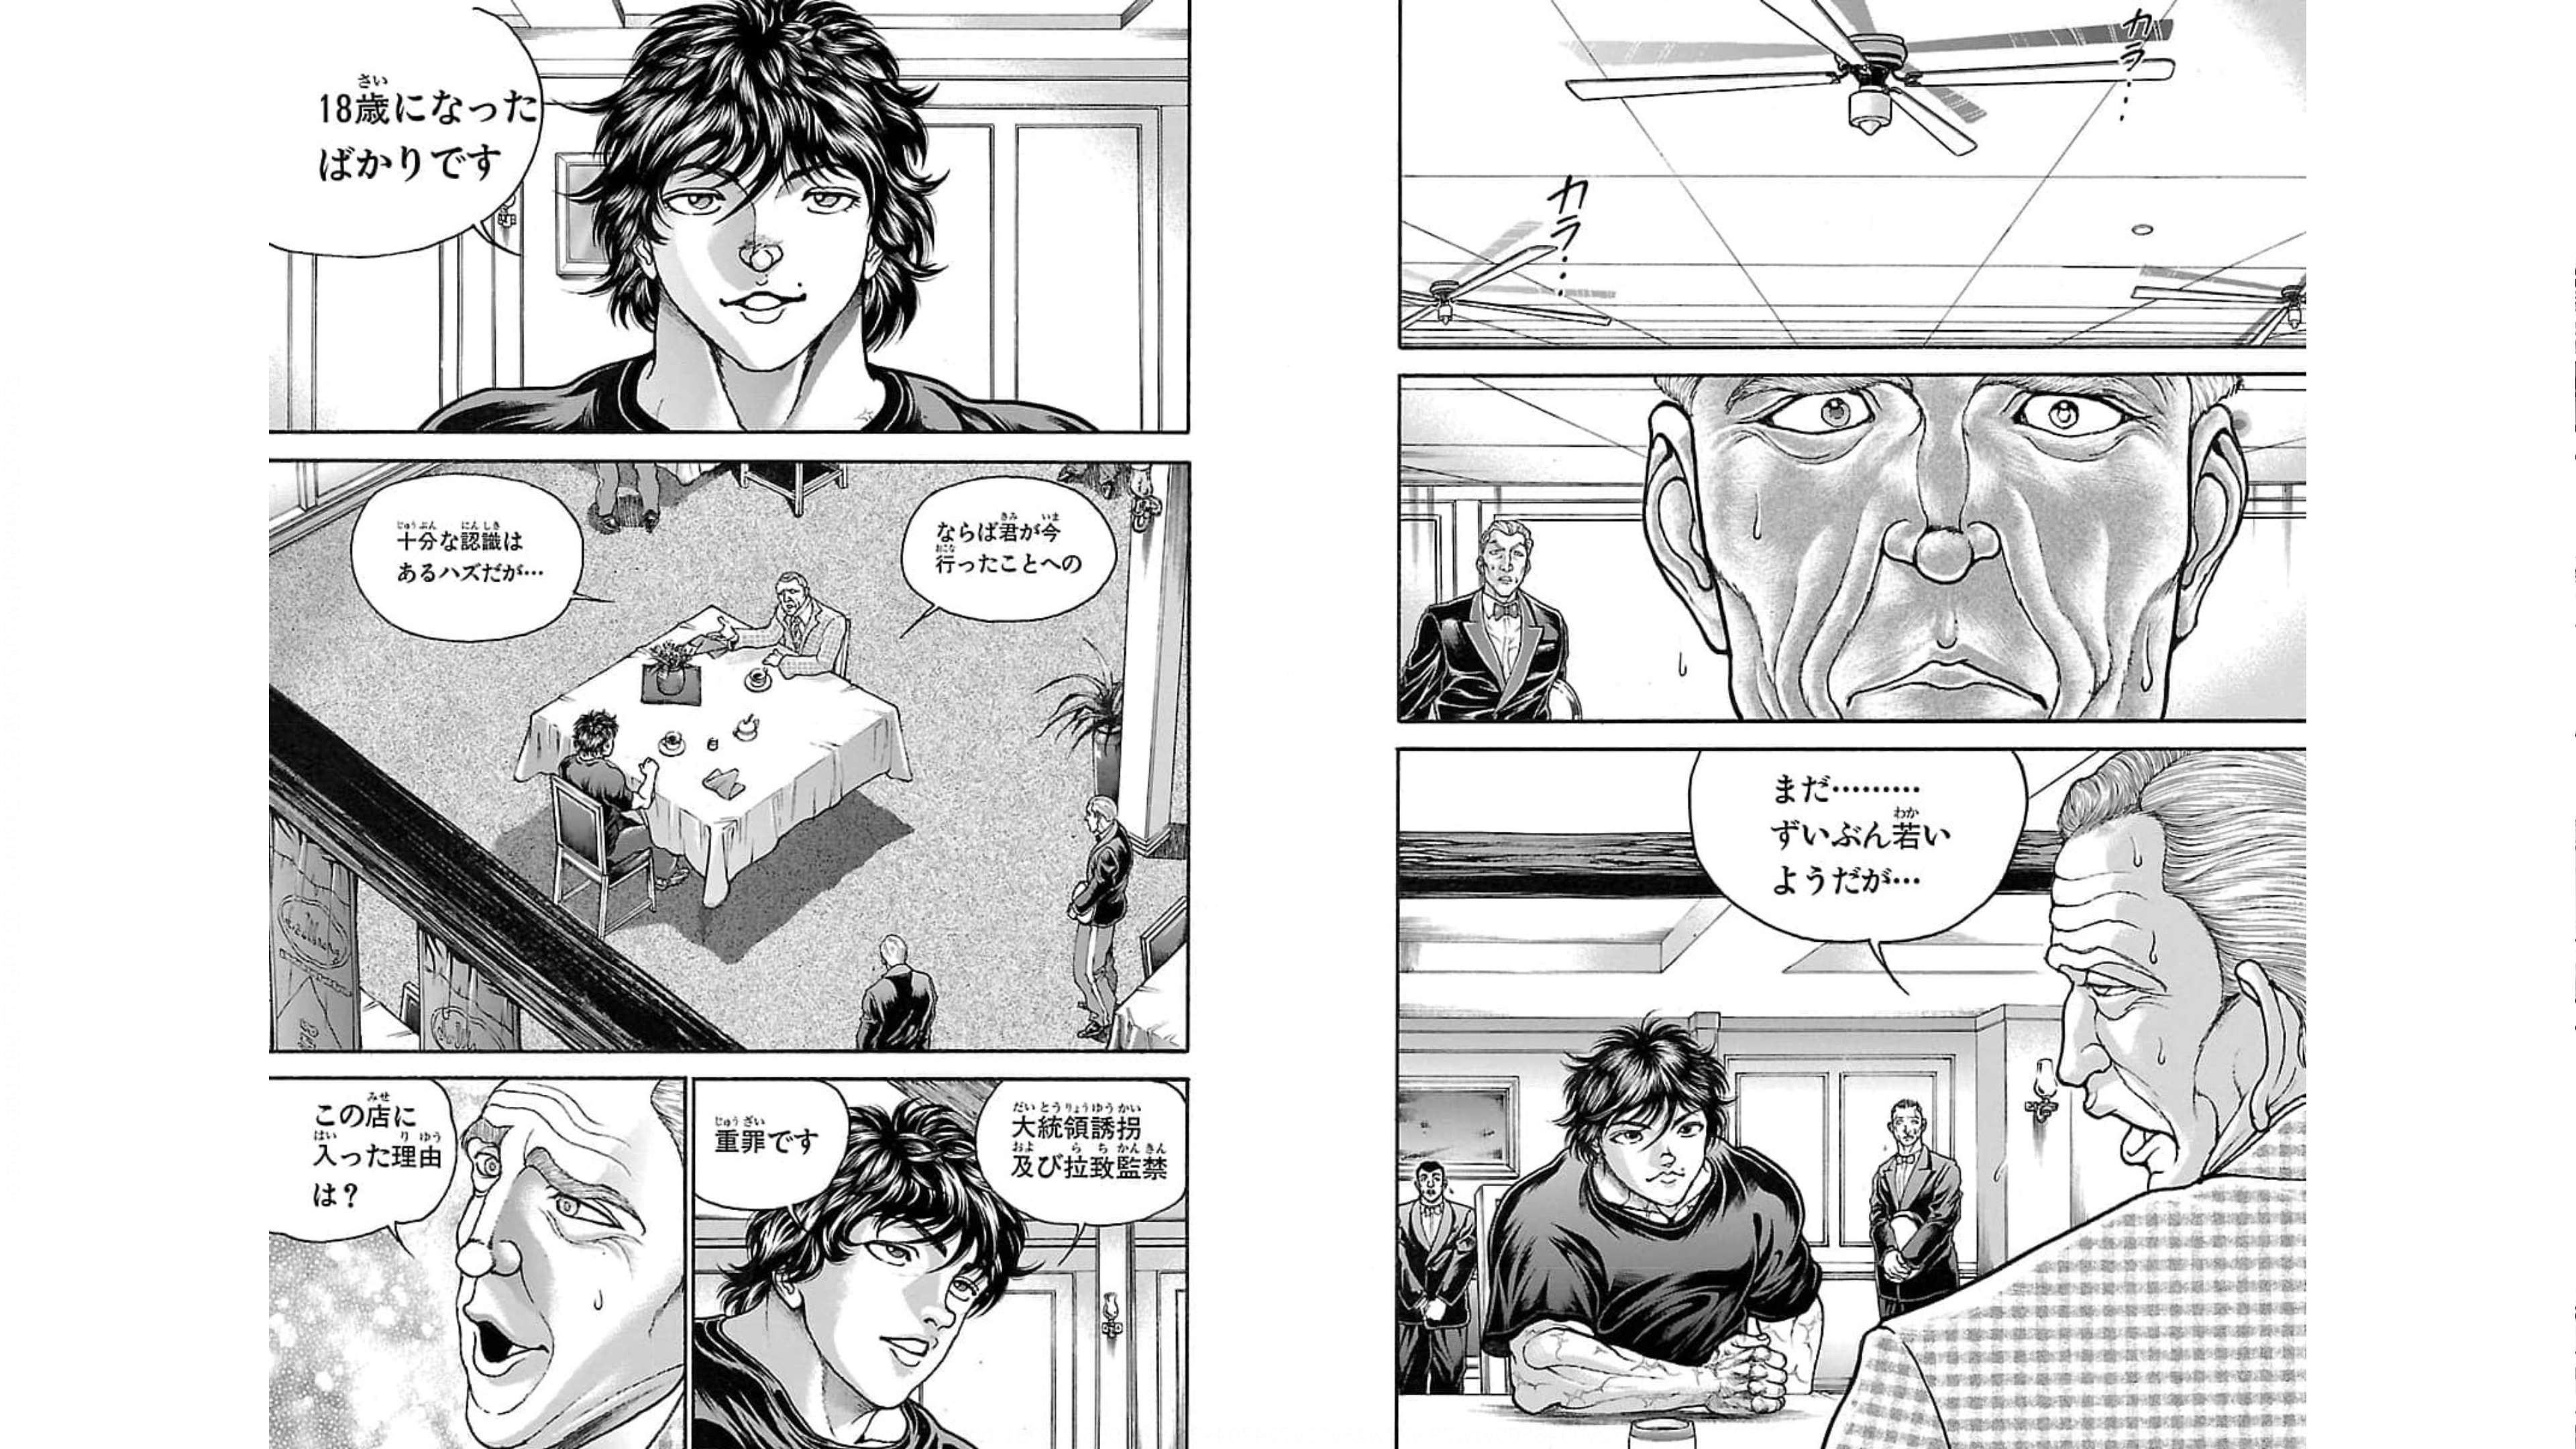 カラ‥
カラ‥
まだ………
ずいぶん若い
ようだが…
18歳になった
ばかりです
ならば君が今
行ったことへの
十分な認識は
あるハズだが…
大統領誘拐
及び拉致監禁
重罪です
この店に
入った理由
は？